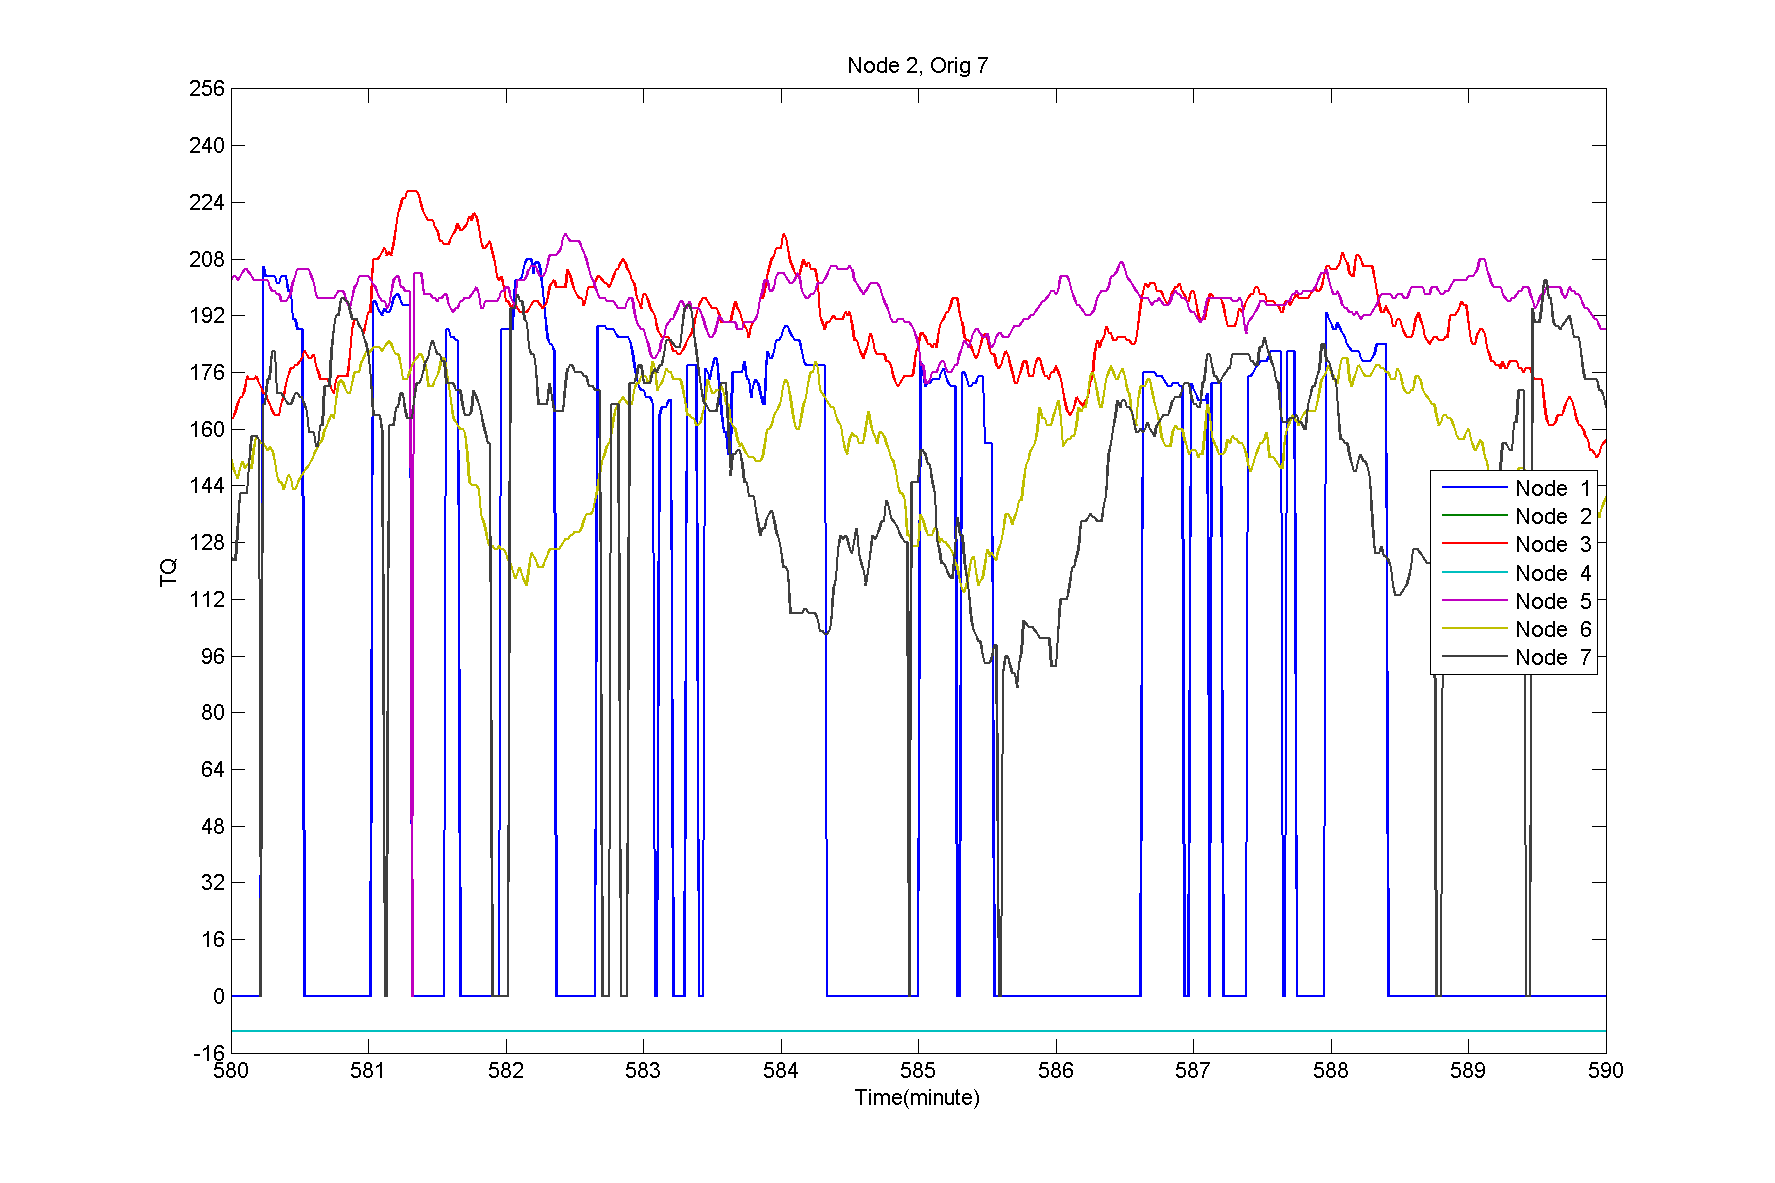 Node 2, Orig 7
256
240
224
208
192
176
160
144
128
112
96
80
64
48
32
16
0
-16
TQ
Node 1
Node 2
Node 3
Node 4
Node 5
Node 6
Node 7
580 581 582 583 584 585 586 587 588 589 590
Time(minute)